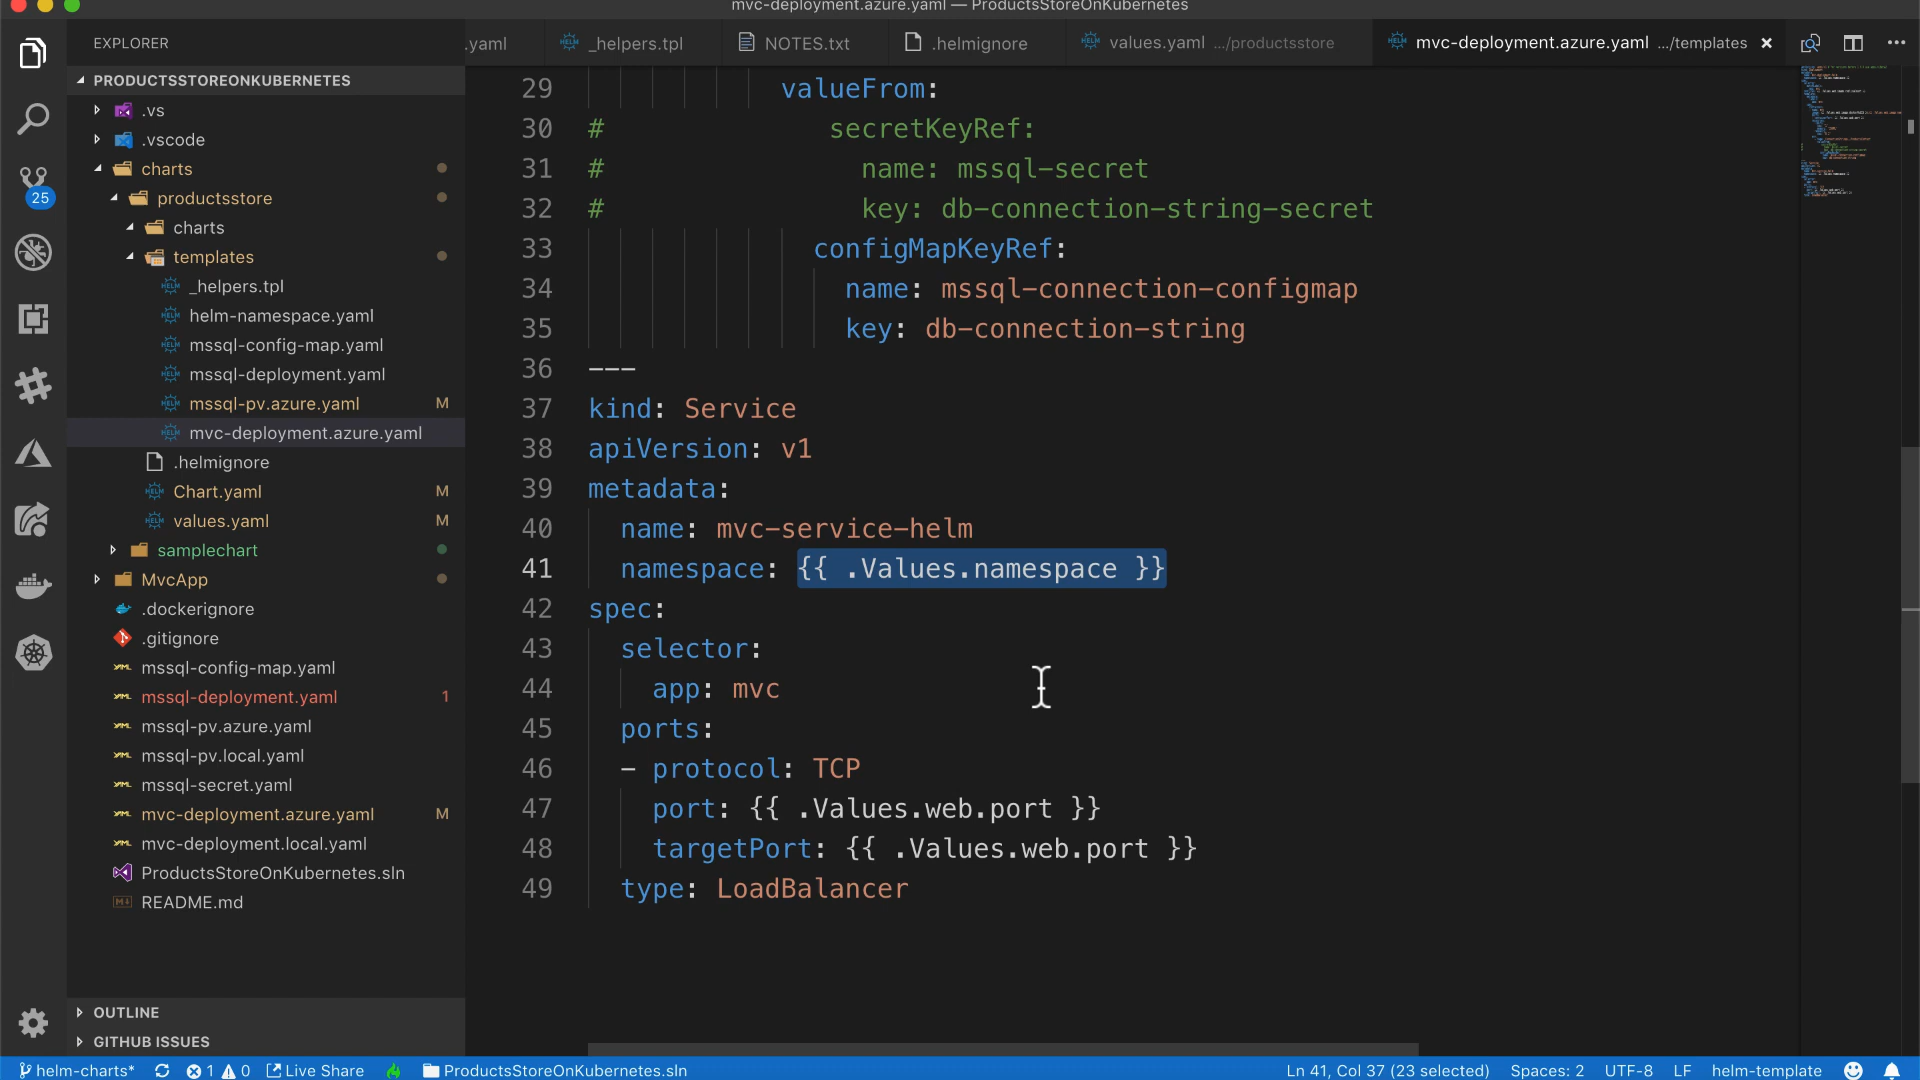 mvc-deployment.azure.yaml — ProductsStoreOnKubernetes
EXPLORER
.yaml
_helpers.tpl
NOTES.txt
.helmignore
values.yaml .../productsstore
mvc-deployment.azure.yaml .../templates
PRODUCTSSTOREONKUBERNETES
.vs
.vscode
charts
productsstore
charts
templates
_helpers.tpl
helm-namespace.yaml
mssql-config-map.yaml
mssql-deployment.yaml
mssql-pv.azure.yaml M
mvc-deployment.azure.yaml
.helmignore
Chart.yaml M
values.yaml M
samplechart
MvcApp
.dockerignore
.gitignore
mssql-config-map.yaml
mssql-deployment.yaml 1
mssql-pv.azure.yaml
mssql-pv.local.yaml
mssql-secret.yaml
mvc-deployment.azure.yaml M
mvc-deployment.local.yaml
ProductsStoreOnKubernetes.sln
README.md
OUTLINE
GITHUB ISSUES
25
29 valueFrom:
30 # secretKeyRef:
31 # name: mssql-secret
32 # key: db-connection-string-secret
33 configMapKeyRef:
34 name: mssql-connection-configmap
35 key: db-connection-string
36 ---
37 kind: Service
38 apiVersion: v1
39 metadata:
40 name: mvc-service-helm
41 namespace: {{ .Values.namespace }}
42 spec:
43 selector:
44 app: mvc
45 ports:
46 - protocol: TCP
47 port: {{ .Values.web.port }}
48 targetPort: {{ .Values.web.port }}
49 type: LoadBalancer
helm-charts* 1 0 Live Share ProductsStoreOnKubernetes.sln Ln 41, Col 37 (23 selected) Spaces: 2 UTF-8 LF helm-template